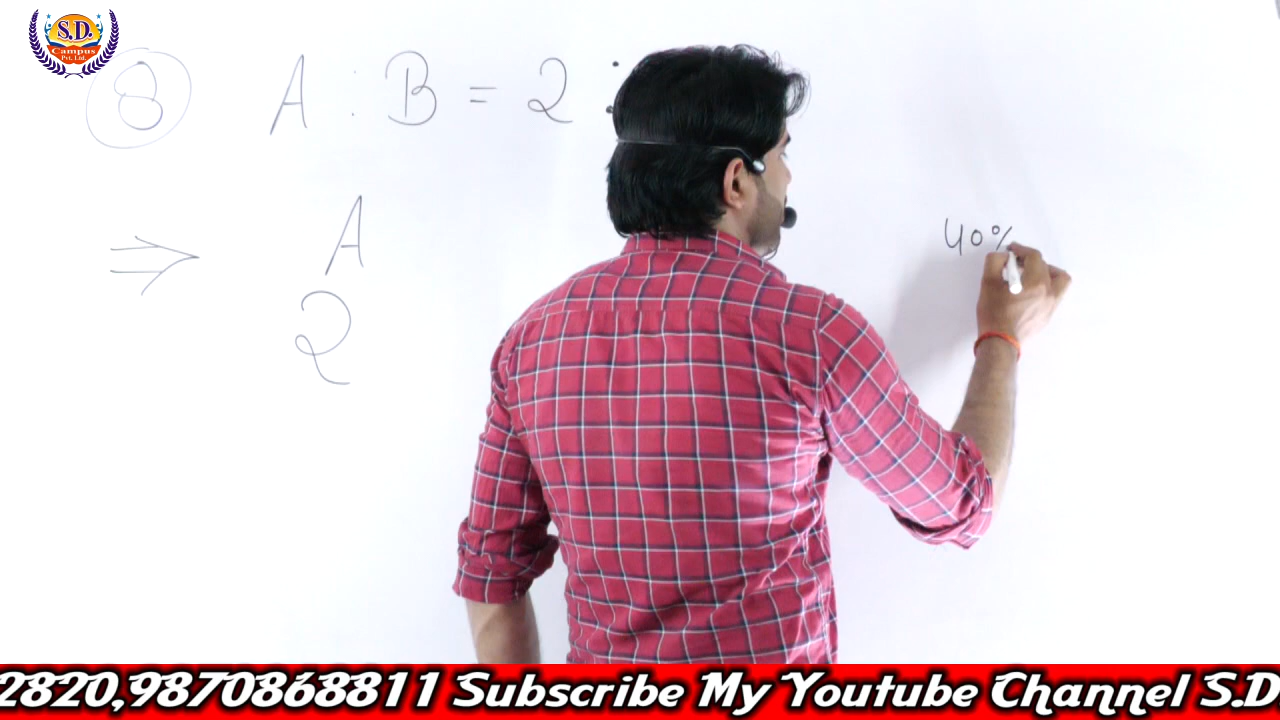 S.D.
Campus
Pvt. Ltd.
8 A : B = 2 :
A
40%
⇒
2
2820,9870868811 Subscribe My Youtube Channel S.D